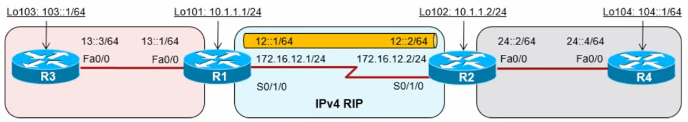 Lo103: 103::1/64
Lo101: 10.1.1.1/24
Lo102: 10.1.1.2/24
Lo104: 104::1/64
13::3/64
13::1/64
12::1/64
12::2/64
24::2/64
24::4/64
Fa0/0
Fa0/0
172.16.12.1/24
172.16.12.2/24
Fa0/0
Fa0/0
R3
R1
R2
R4
S0/1/0
S0/1/0
IPv4 RIP